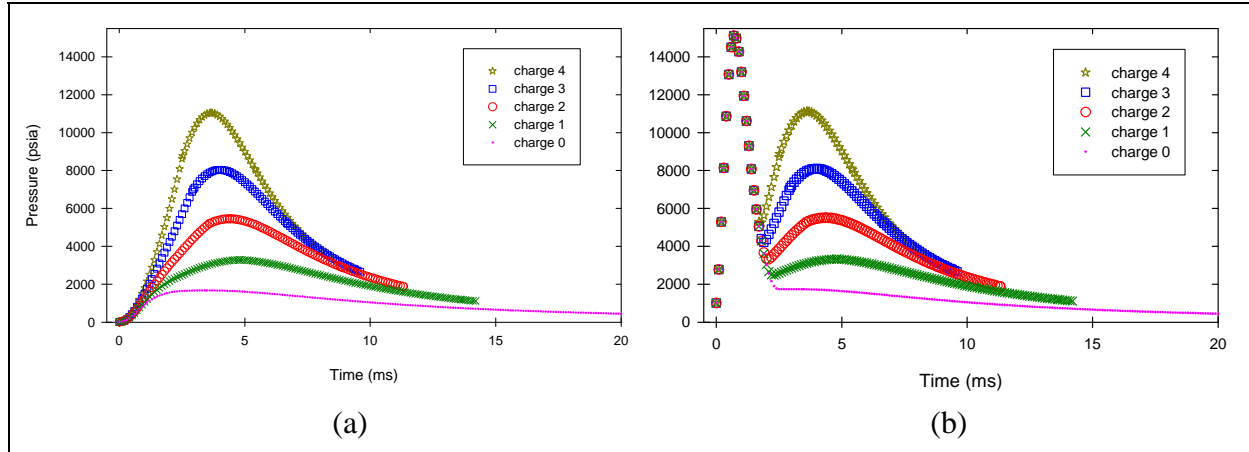 14000
12000
10000
8000
6000
4000
2000
0
Pressure (psia)
charge 4
charge 3
charge 2
charge 1
charge 0
0 5 10 15 20
Time (ms)
(a)
14000
12000
10000
8000
6000
4000
2000
0
charge 4
charge 3
charge 2
charge 1
charge 0
0 5 10 15 20
Time (ms)
(b)